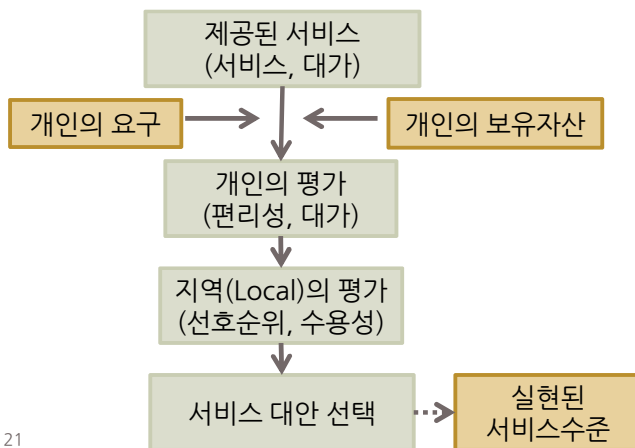 제공된 서비스
(서비스, 대가)
개인의 요구
개인의 보유자산
개인의 평가
(편리성, 대가)
지역(Local)의 평가
(선호순위, 수용성)
서비스 대안 선택
실현된
서비스수준
21